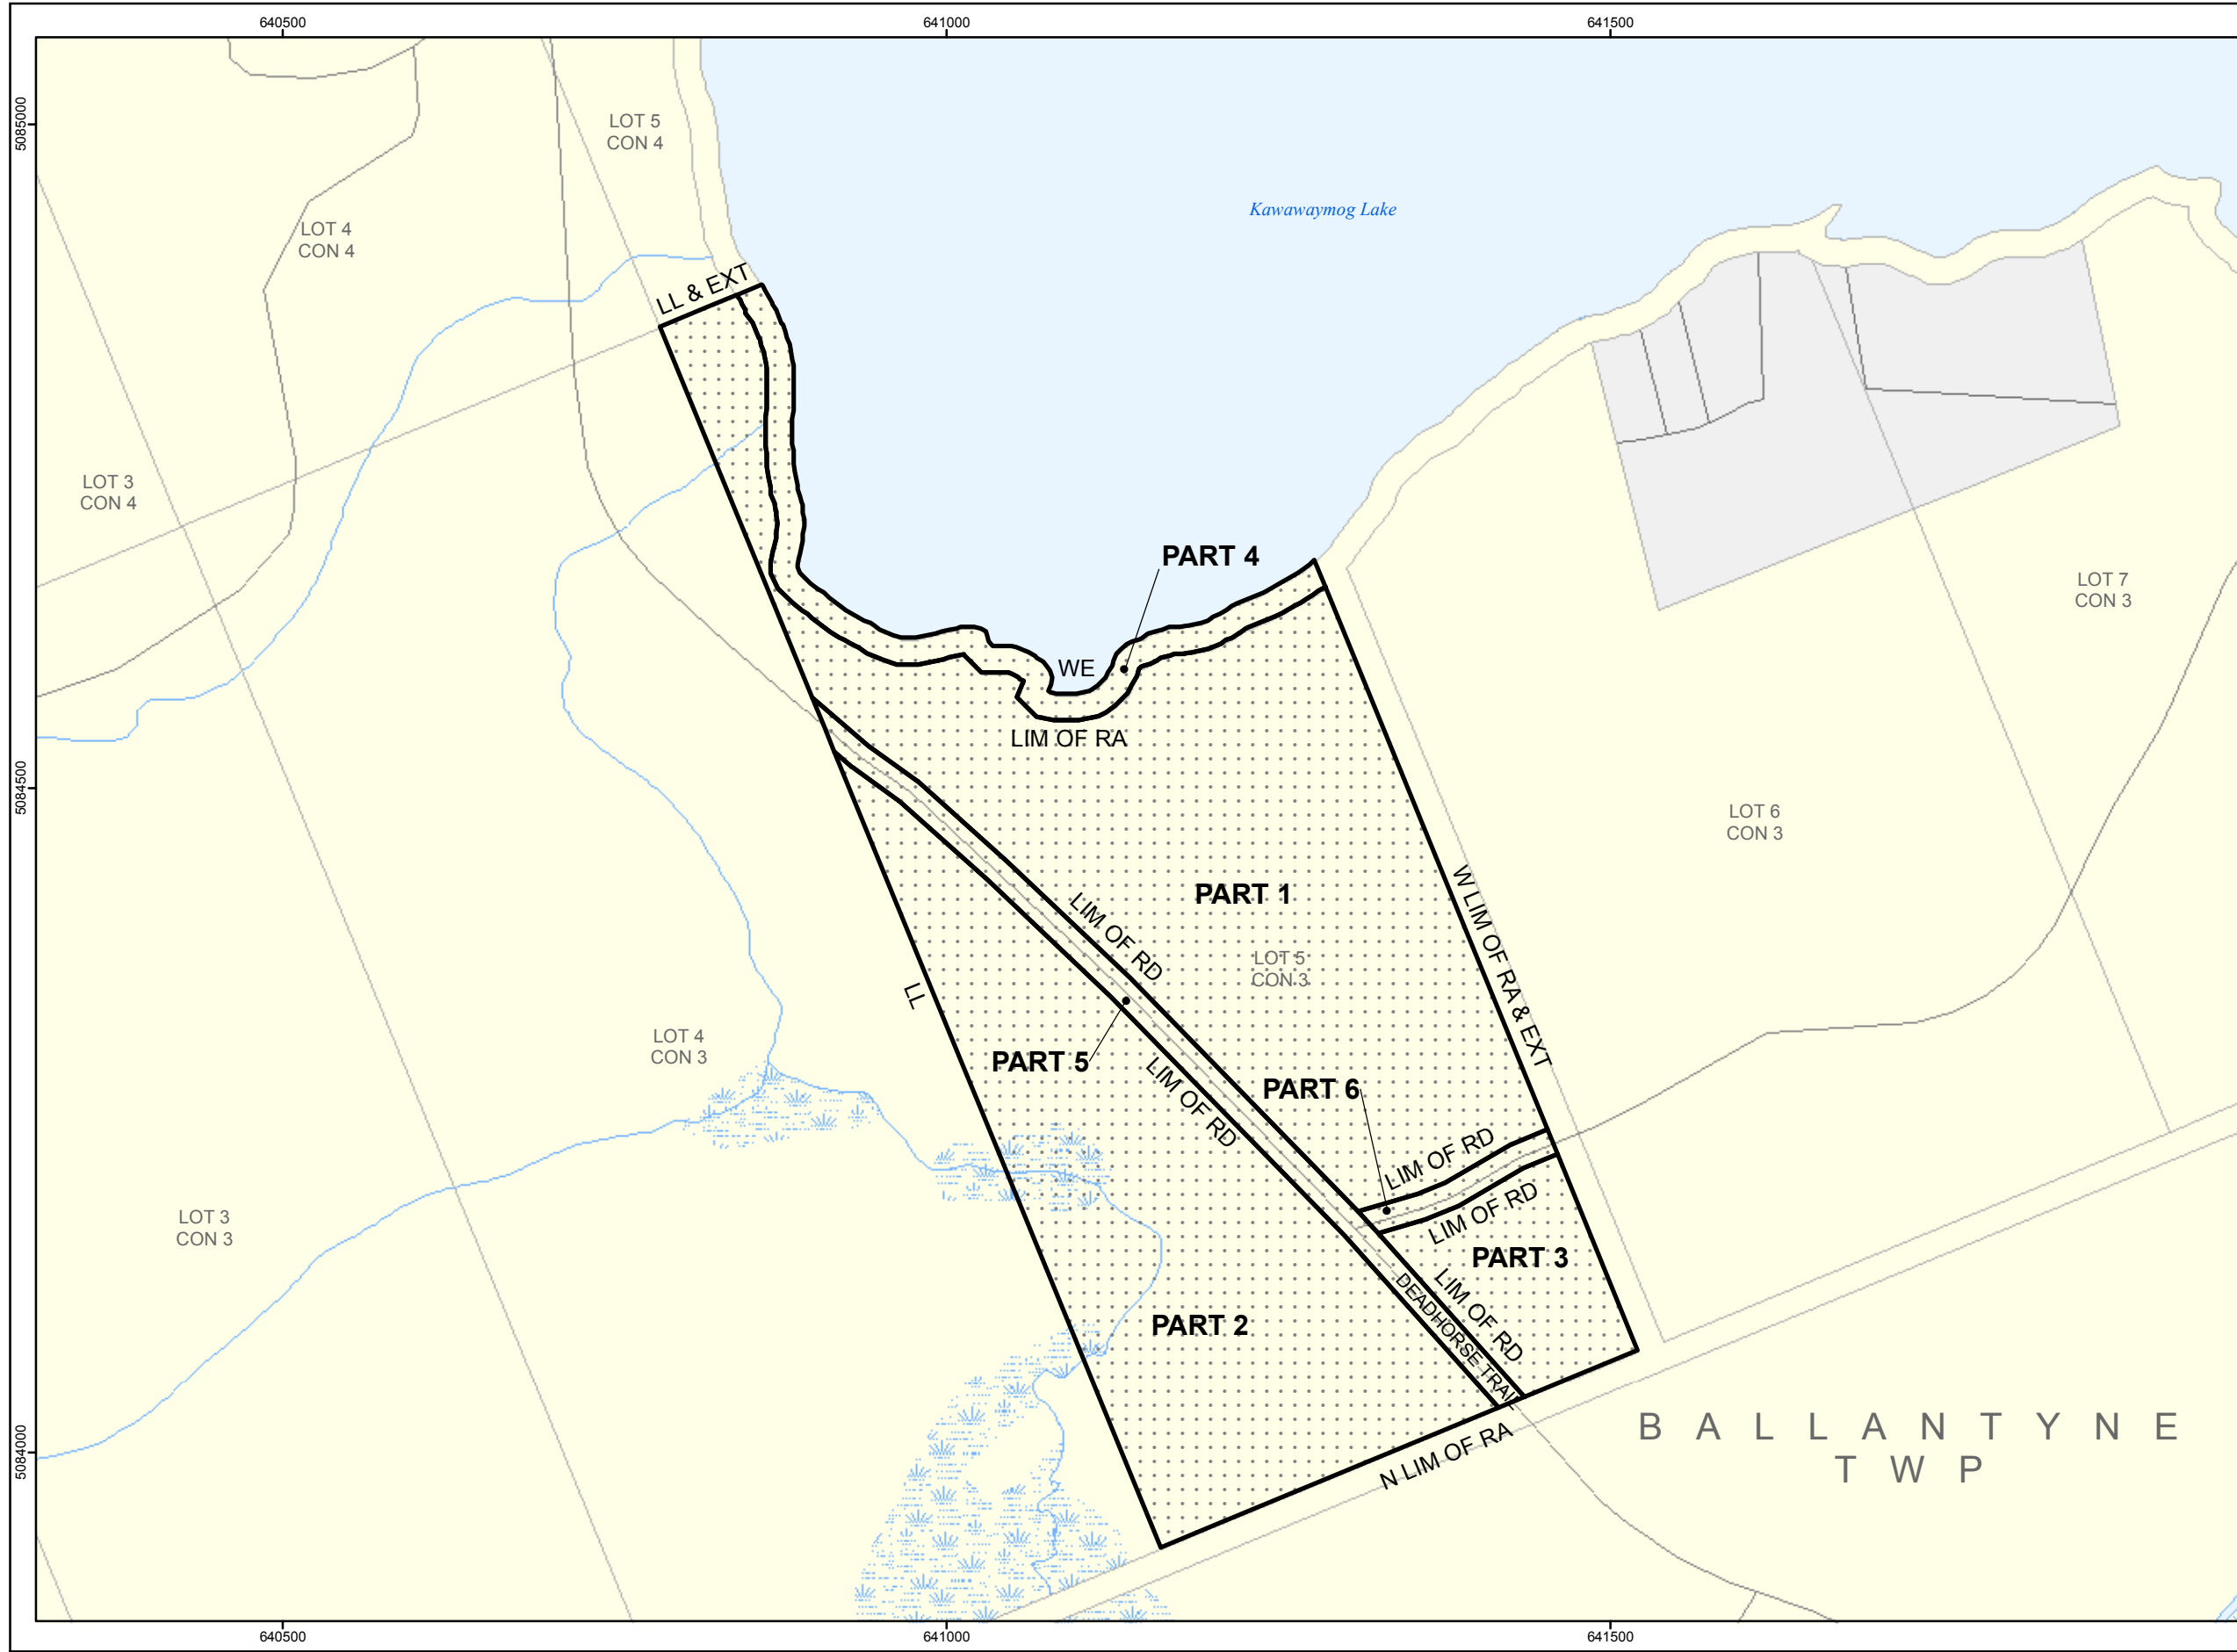 640500
641000
641500
5085000
LOT 5
CON 4
Kawawaymog Lake
LOT 4
CON 4
LL & EXT
LOT 3
CON 4
PART 4
LOT 7
CON 3
WE
LIM OF RA
LOT 6
CON 3
5084500
PART 1
W LIM OF RA & EXT
LIM OF RD
LOT 5
CON 3
LL
LOT 4
CON 3
PART 5
LIM OF RD
PART 6
LIM OF RD
LIM OF RD
LOT 3
CON 3
PART 3
LIM OF RD
DEADHORSE TRAIL
PART 2
BALLANTYNE
TWP
N LIM OF RA
5084000
640500
641000
641500